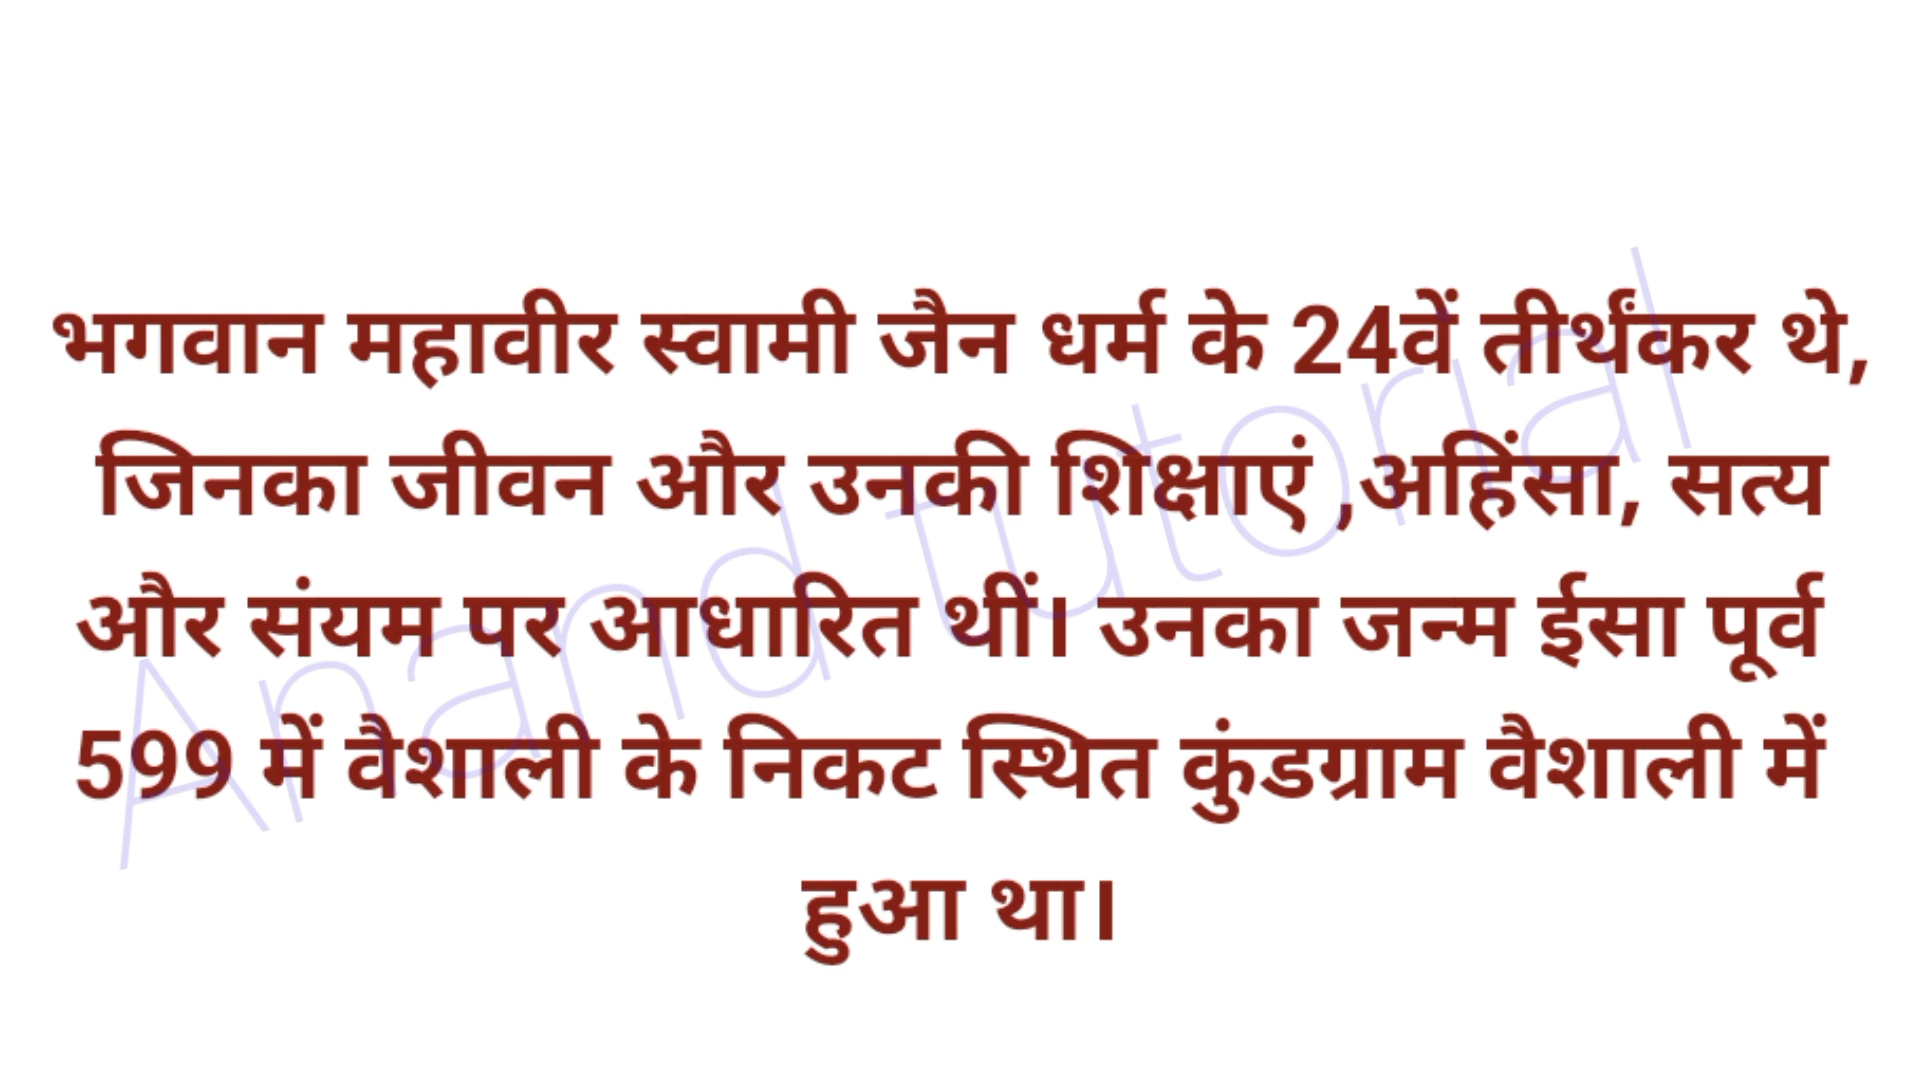 भगवान महावीर स्वामी जैन धर्म के 24वें तीर्थंकर थे,
जिनका जीवन और उनकी शिक्षाएं ,अहिंसा, सत्य
और संयम पर आधारित थीं। उनका जन्म ईसा पूर्व
599 में वैशाली के निकट स्थित कुंडग्राम वैशाली में
हुआ था।
Anand tutorial